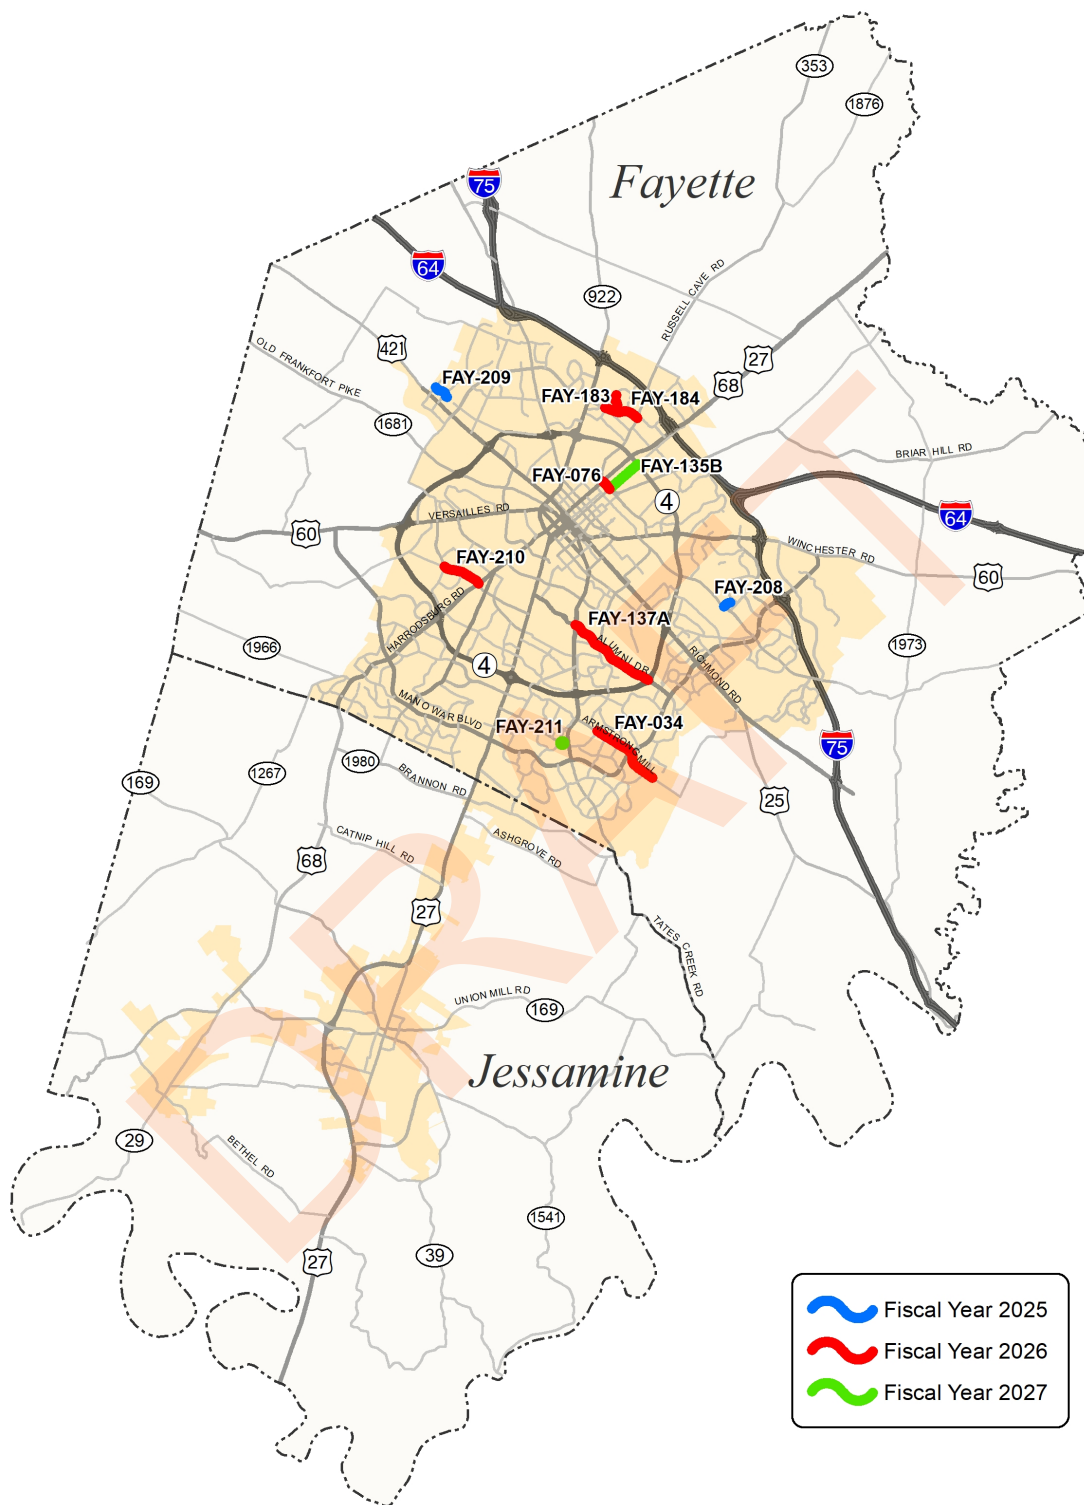 353
1876
Fayette
75
64
922
RUSSELL CAVE RD
421
27
OLD FRANKFORT PIKE
68
FAY-209
FAY-183
FAY-184
1681
BRIAR HILL RD
FAY-076
FAY-135B
4
VERSAILLES RD
64
60
WINCHESTER RD
FAY-210
60
FAY-208
HARRODSBURG RD
FAY-137A
1966
ALUMNI DR
1973
4
RICHMOND RD
MAN O WAR BLVD
FAY-211
FAY-034
ARMSTRONG MILL
75
1980
1267
169
BRANNON RD
25
CATNIP HILL RD
ASHGROVE RD
68
27
TATES CREEK RD
UNION MILL RD
169
Jessamine
29
BETHEL RD
1541
39
27
DRAFT
Fiscal Year 2025
Fiscal Year 2026
Fiscal Year 2027